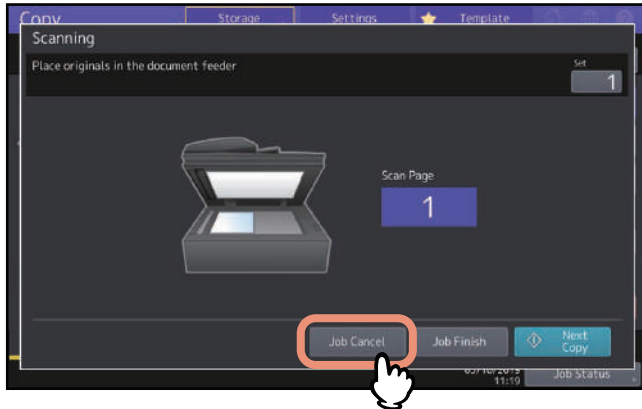 Copy
Storage
Settings
Template
Scanning
Place originals in the document feeder
Set
1
Scan Page
1
Job Cancel
Job Finish
Next
Copy
11:19
Job Status